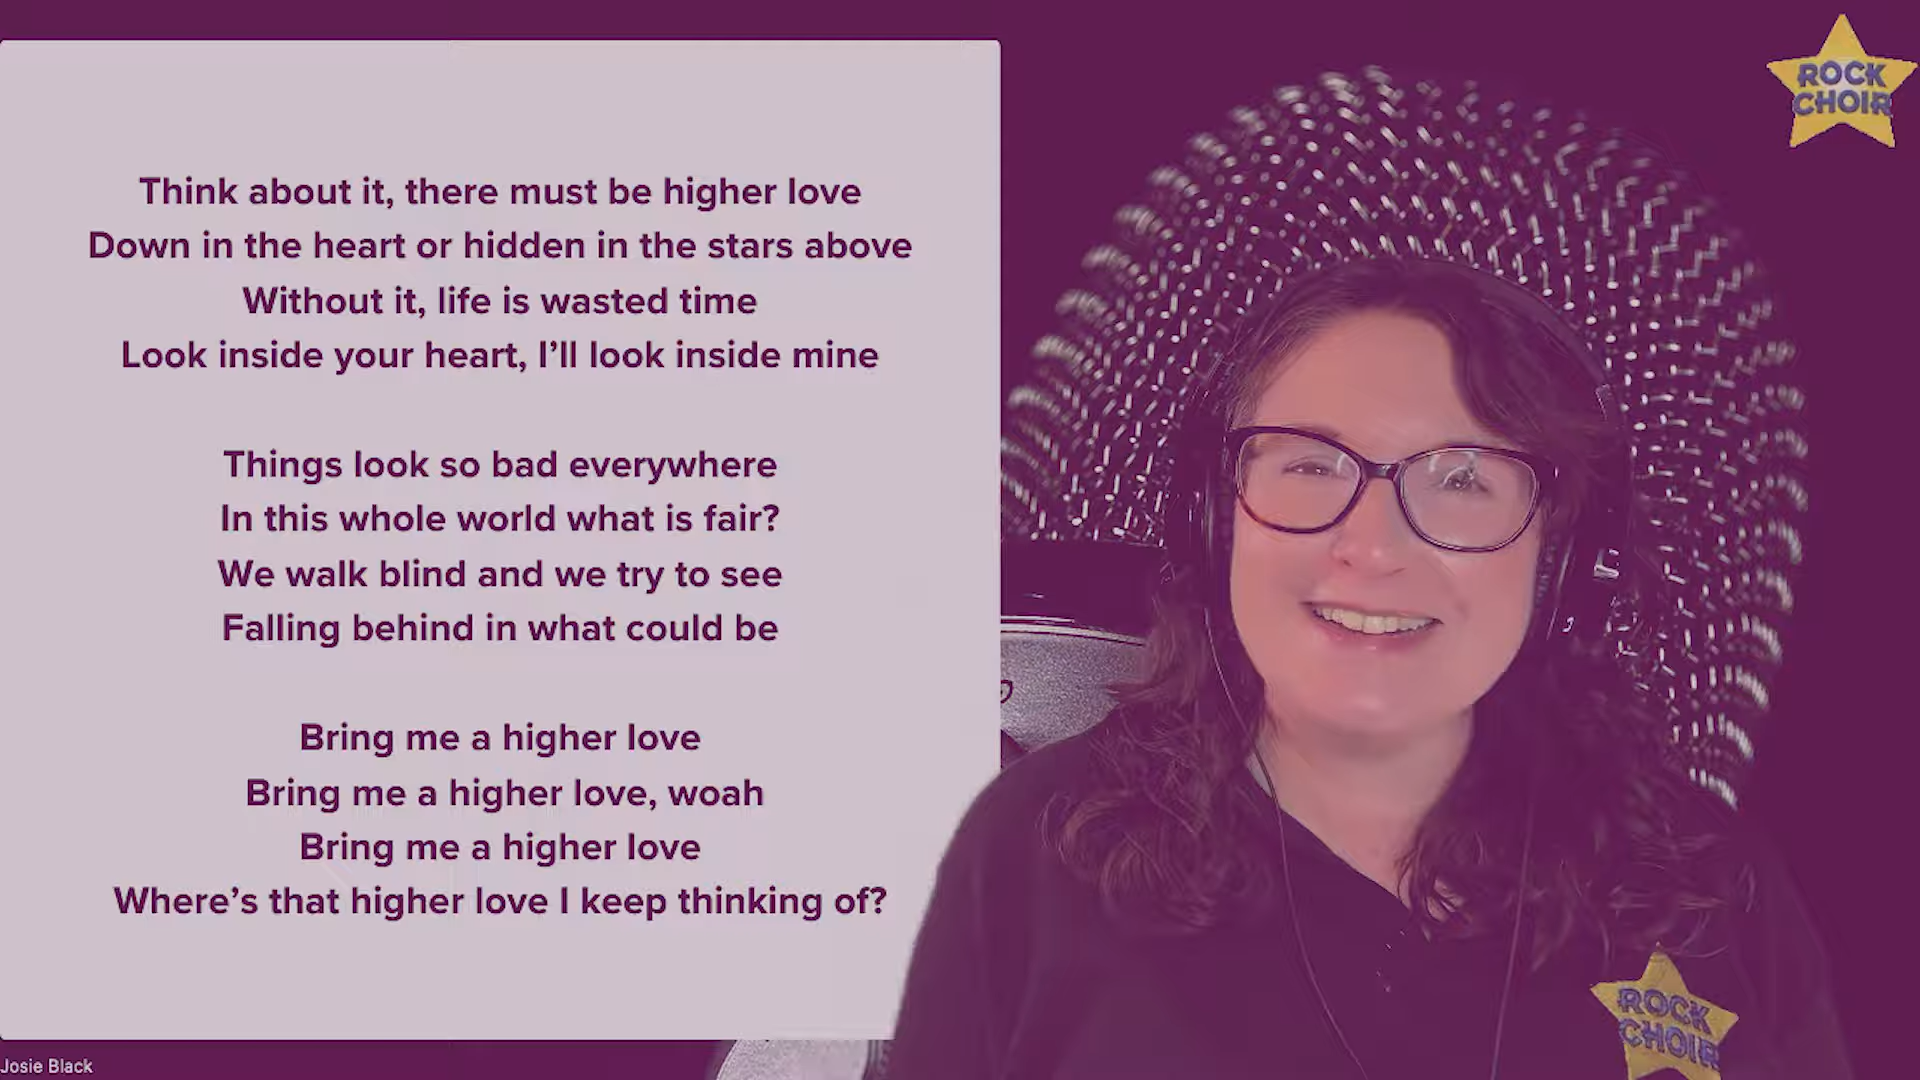 Think about it, there must be higher love
Down in the heart or hidden in the stars above
Without it, life is wasted time
Look inside your heart, I’ll look inside mine
Things look so bad everywhere
In this whole world what is fair?
We walk blind and we try to see
Falling behind in what could be
Bring me a higher love
Bring me a higher love, woah
Bring me a higher love
Where’s that higher love I keep thinking of?
ROCK
CHOIR
ROCK
CHOIR
Josie Black